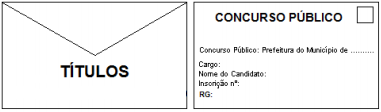 TÍTULOS
CONCURSO PÚBLICO
Concurso Público: Prefeitura do Município de ..........
Cargo:
Nome do Candidato:
Inscrição nº:
RG: